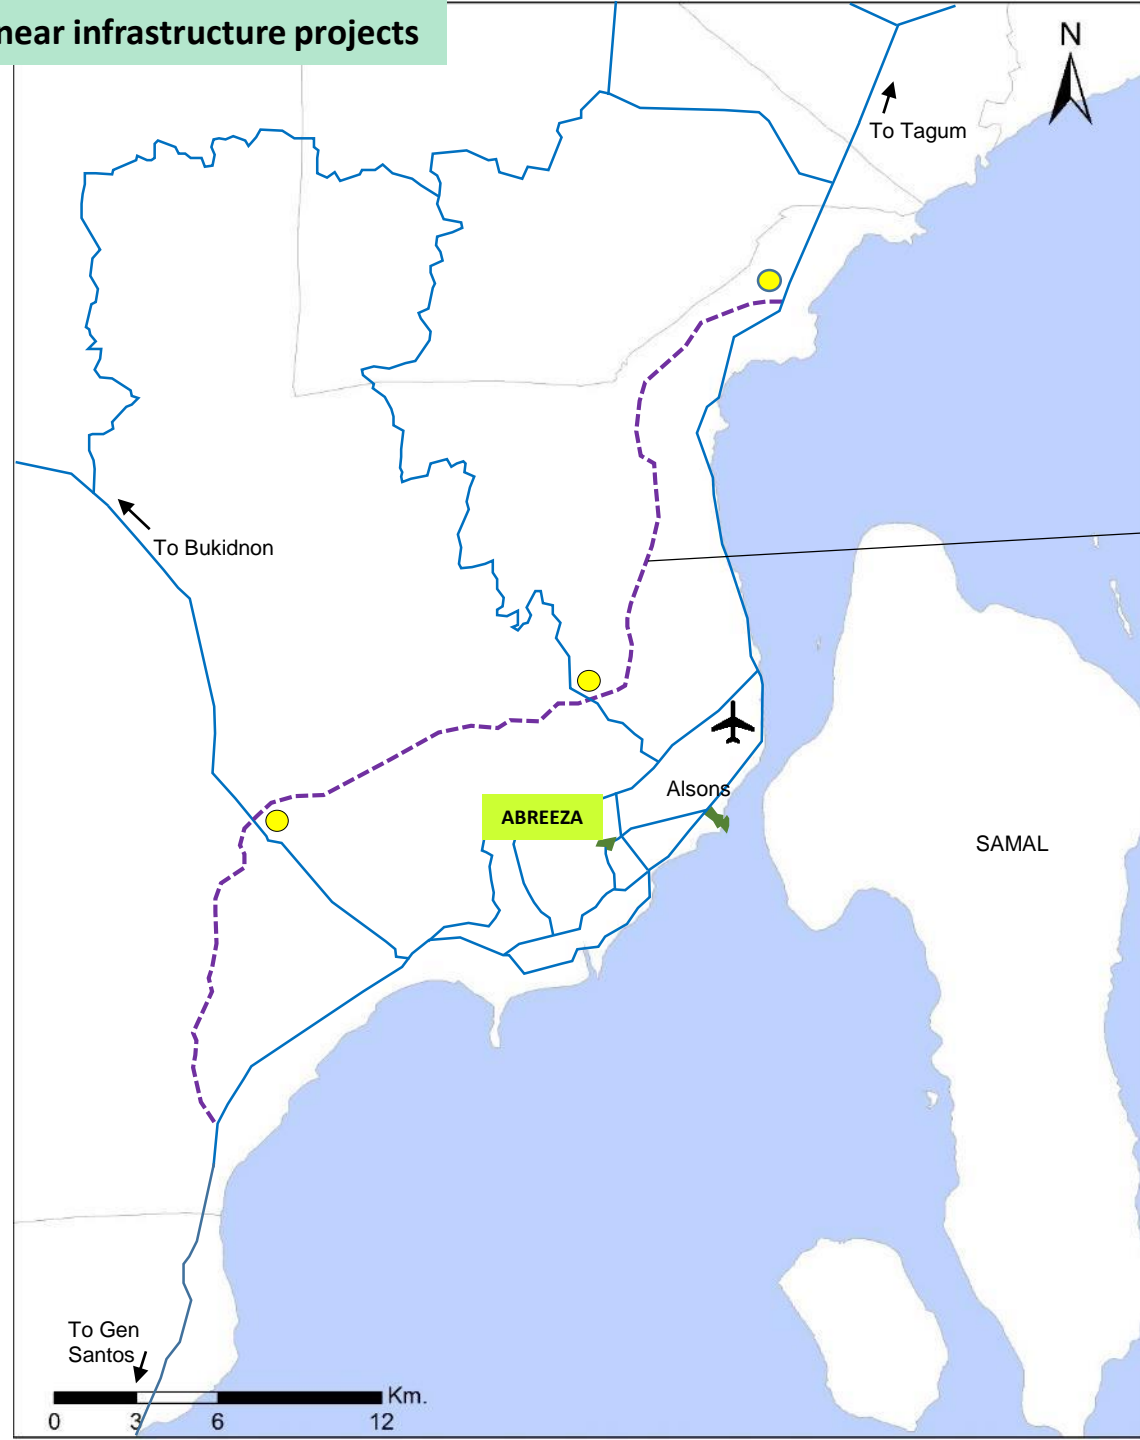 near infrastructure projects
N
To Tagum
To Bukidnon
Alsons
ABREEZA
SAMAL
To Gen
Santos
Km.
0 3 6 12